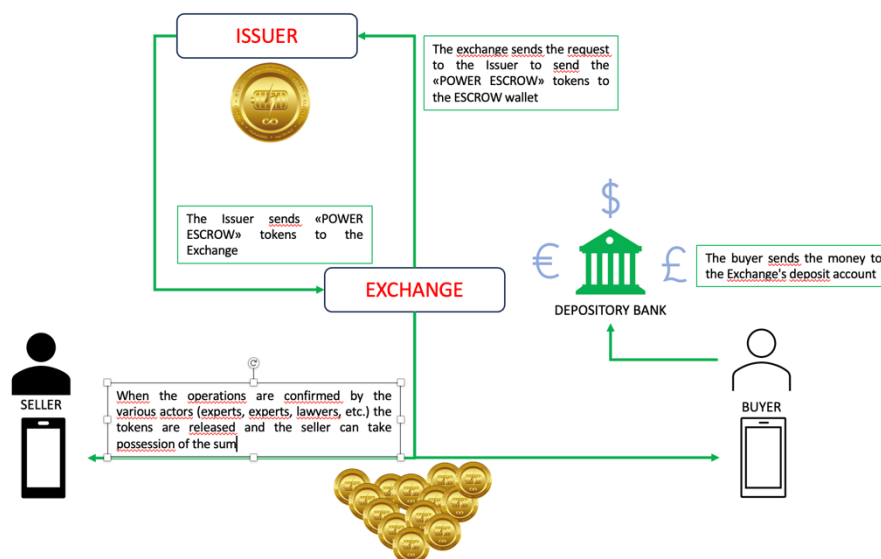 ISSUER
The exchange sends the request
to the Issuer to send the
«POWER ESCROW» tokens to
the ESCROW wallet
The Issuer sends «POWER
ESCROW» tokens to the
Exchange
$
€
£
The buyer sends the money to
the Exchange's deposit account
EXCHANGE
DEPOSITORY BANK
SELLER
When the operations are confirmed by the
various actors (experts, experts, lawyers, etc.) the
tokens are released and the seller can take
possession of the sum
BUYER